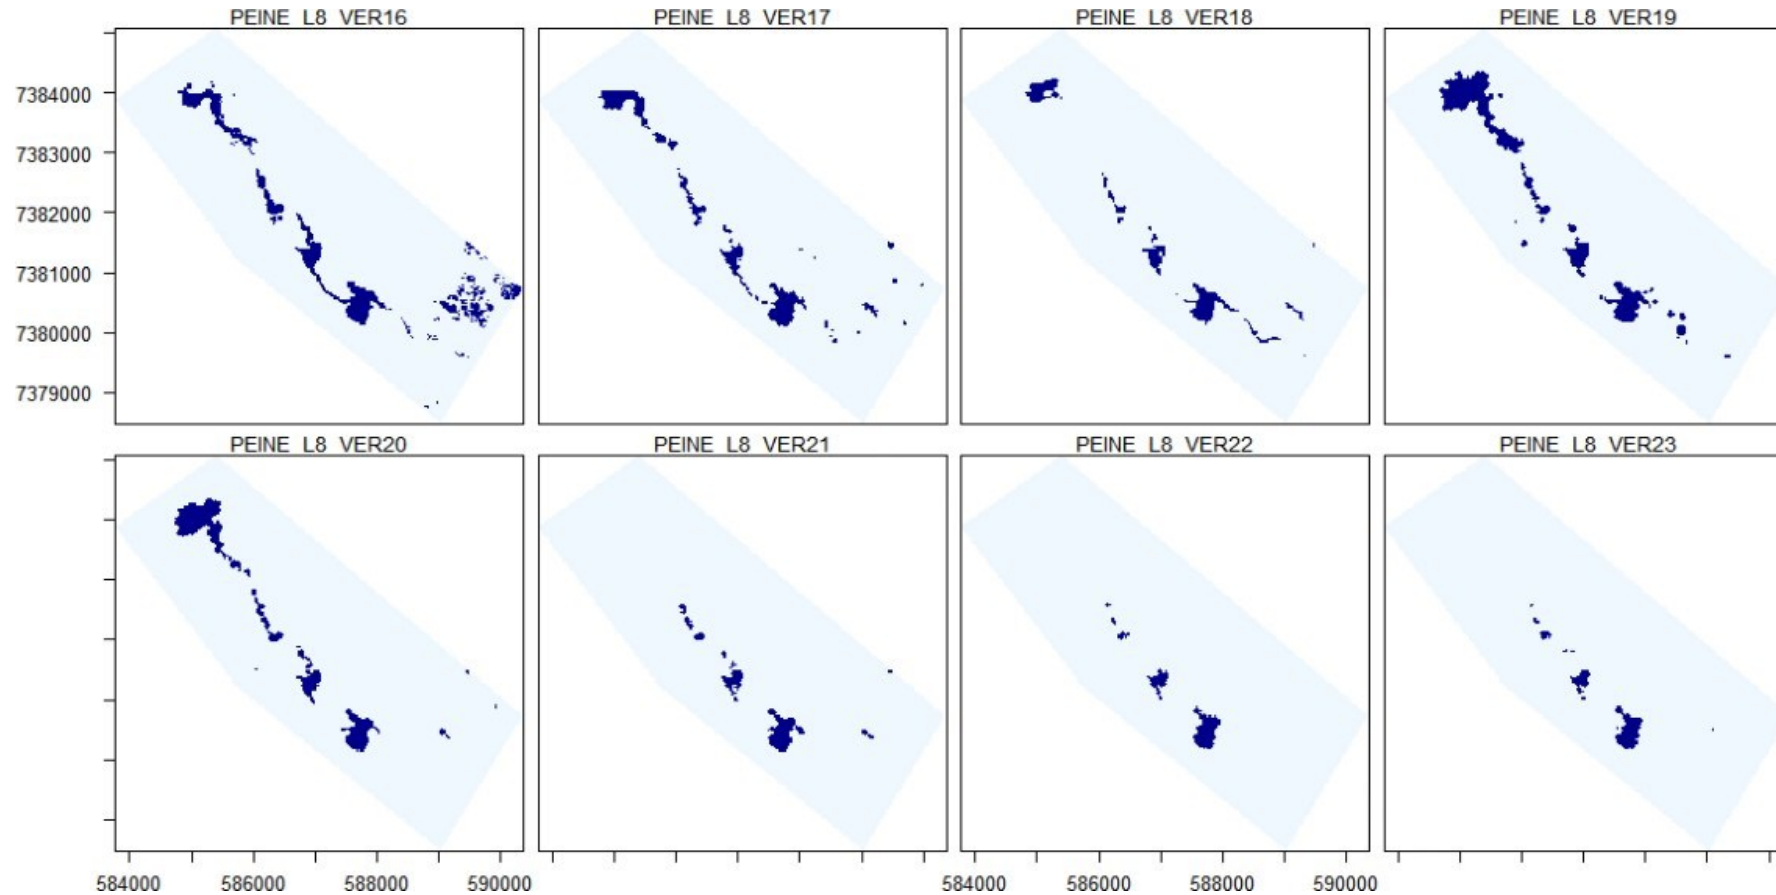 PEINE L8 VER16
PEINE L8 VER17
PEINE L8 VER18
PEINE L8 VER19
7384000
7383000
7382000
7381000
7380000
7379000
PEINE L8 VER20
PEINE L8 VER21
PEINE L8 VER22
PEINE L8 VER23
584000 586000 588000 590000 584000 586000 588000 590000